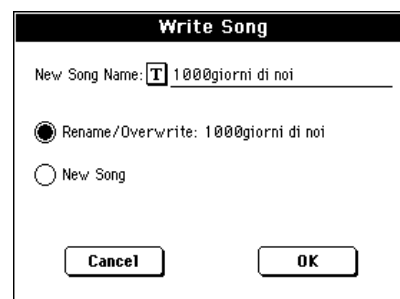 Write Song
New Song Name: T 1000giorni di noi
Rename/Overwrite: 1000giorni di noi
New Song
Cancel OK